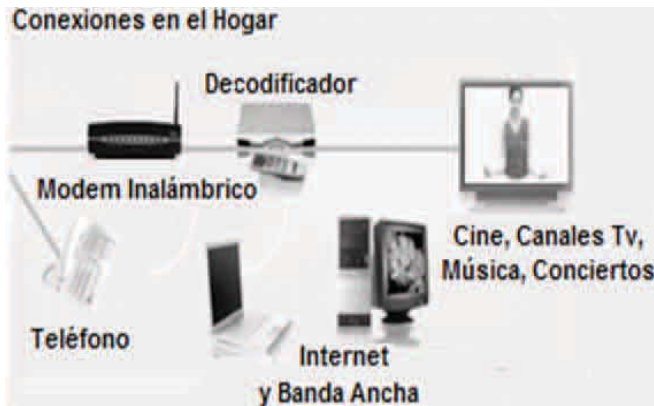 Conexiones en el Hogar
Decodificador
Modem Inalámbrico
Cine, Canales Tv,
Música, Conciertos
Teléfono
Internet
y Banda Ancha